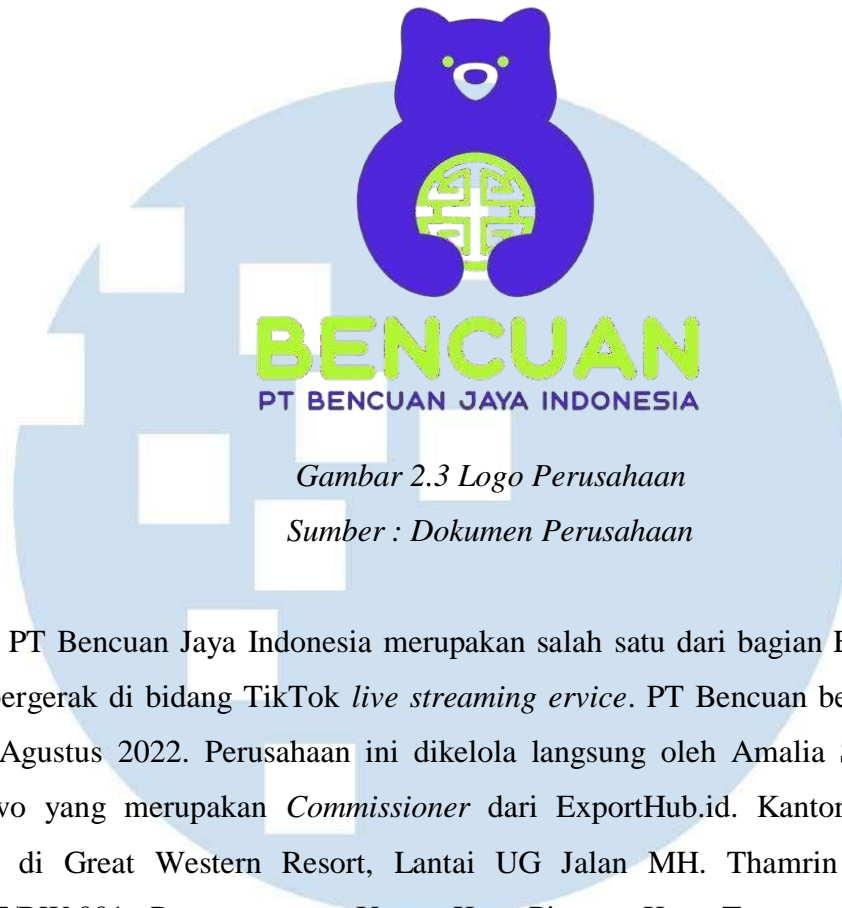 BENCUAN
PT BENCUAN JAYA INDONESIA
Gambar 2.3 Logo Perusahaan
Sumber : Dokumen Perusahaan
PT Bencuan Jaya Indonesia merupakan salah satu dari bagian
bergerak di bidang TikTok live streaming ervice. PT Bencuan
Agustus 2022. Perusahaan ini dikelola langsung oleh Amalia
yang merupakan Commissioner dari ExportHub.id. Kantor
di Great Western Resort, Lantai UG Jalan MH. Thamrin